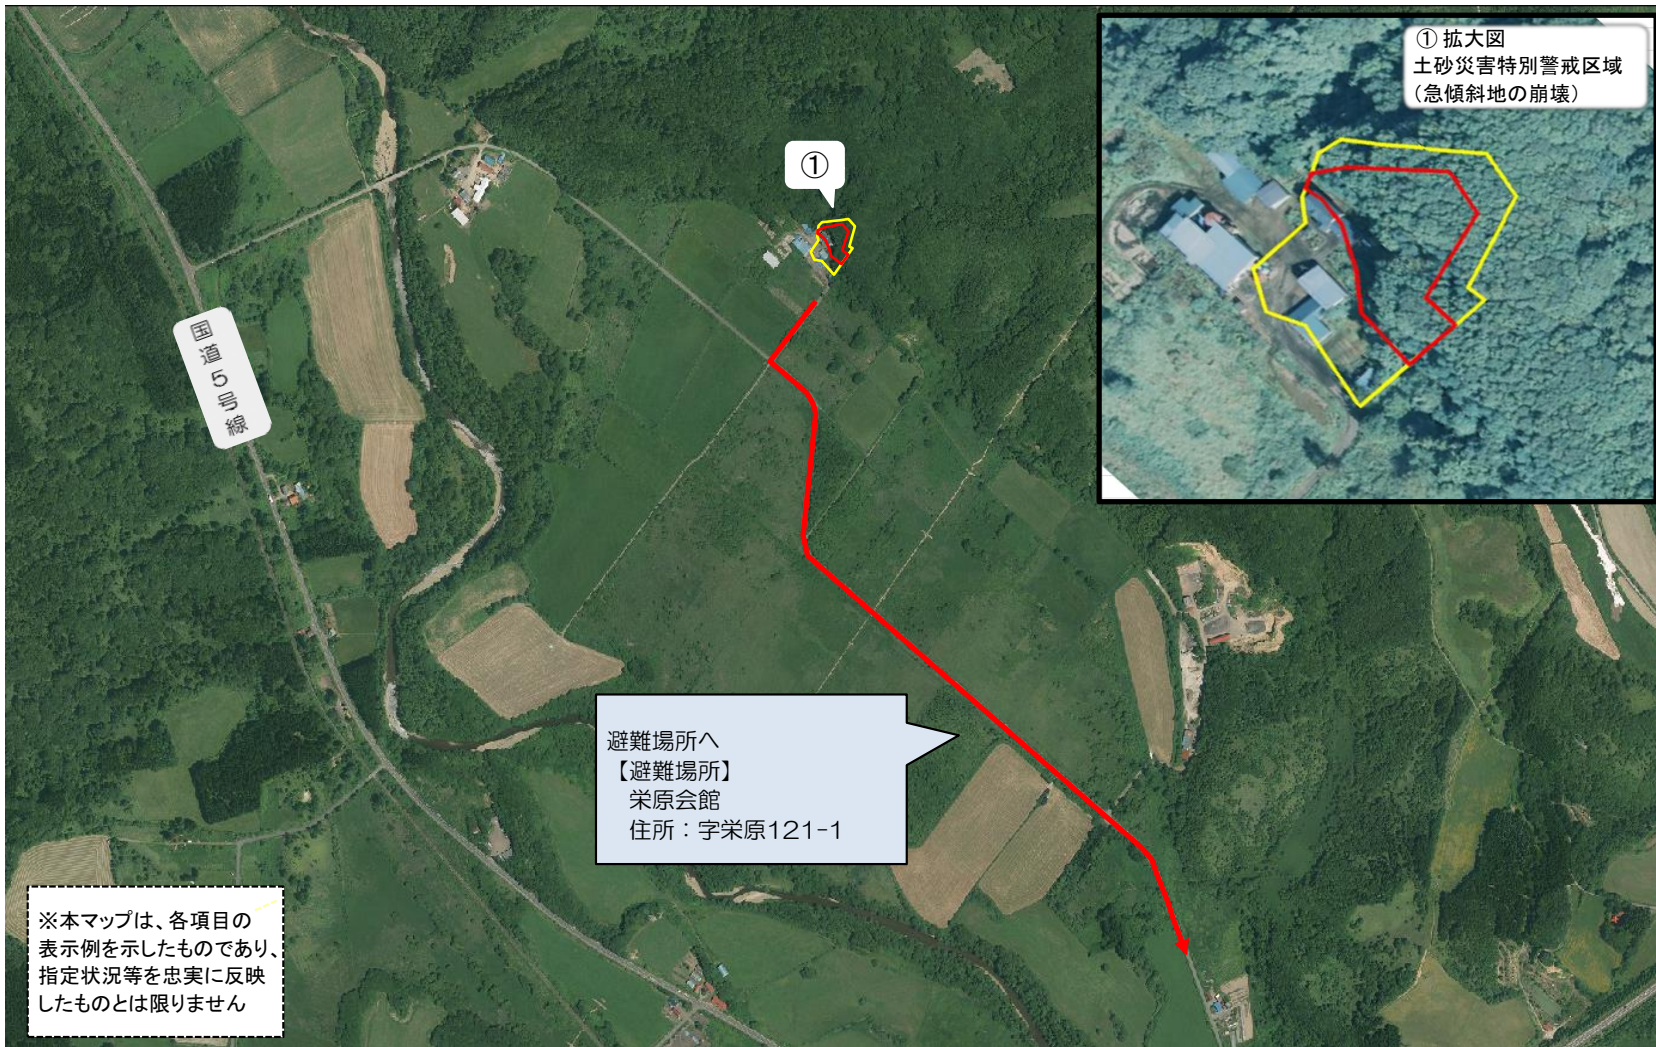 ① 拡大図
土砂災害特別警戒区域
（急傾斜地の崩壊）
①
国道５号線
避難場所へ
【避難場所】
栄原会館
住所：字栄原121-1
※本マップは、各項目の
表示例を示したものであり、
指定状況等を忠実に反映
したものとは限りません